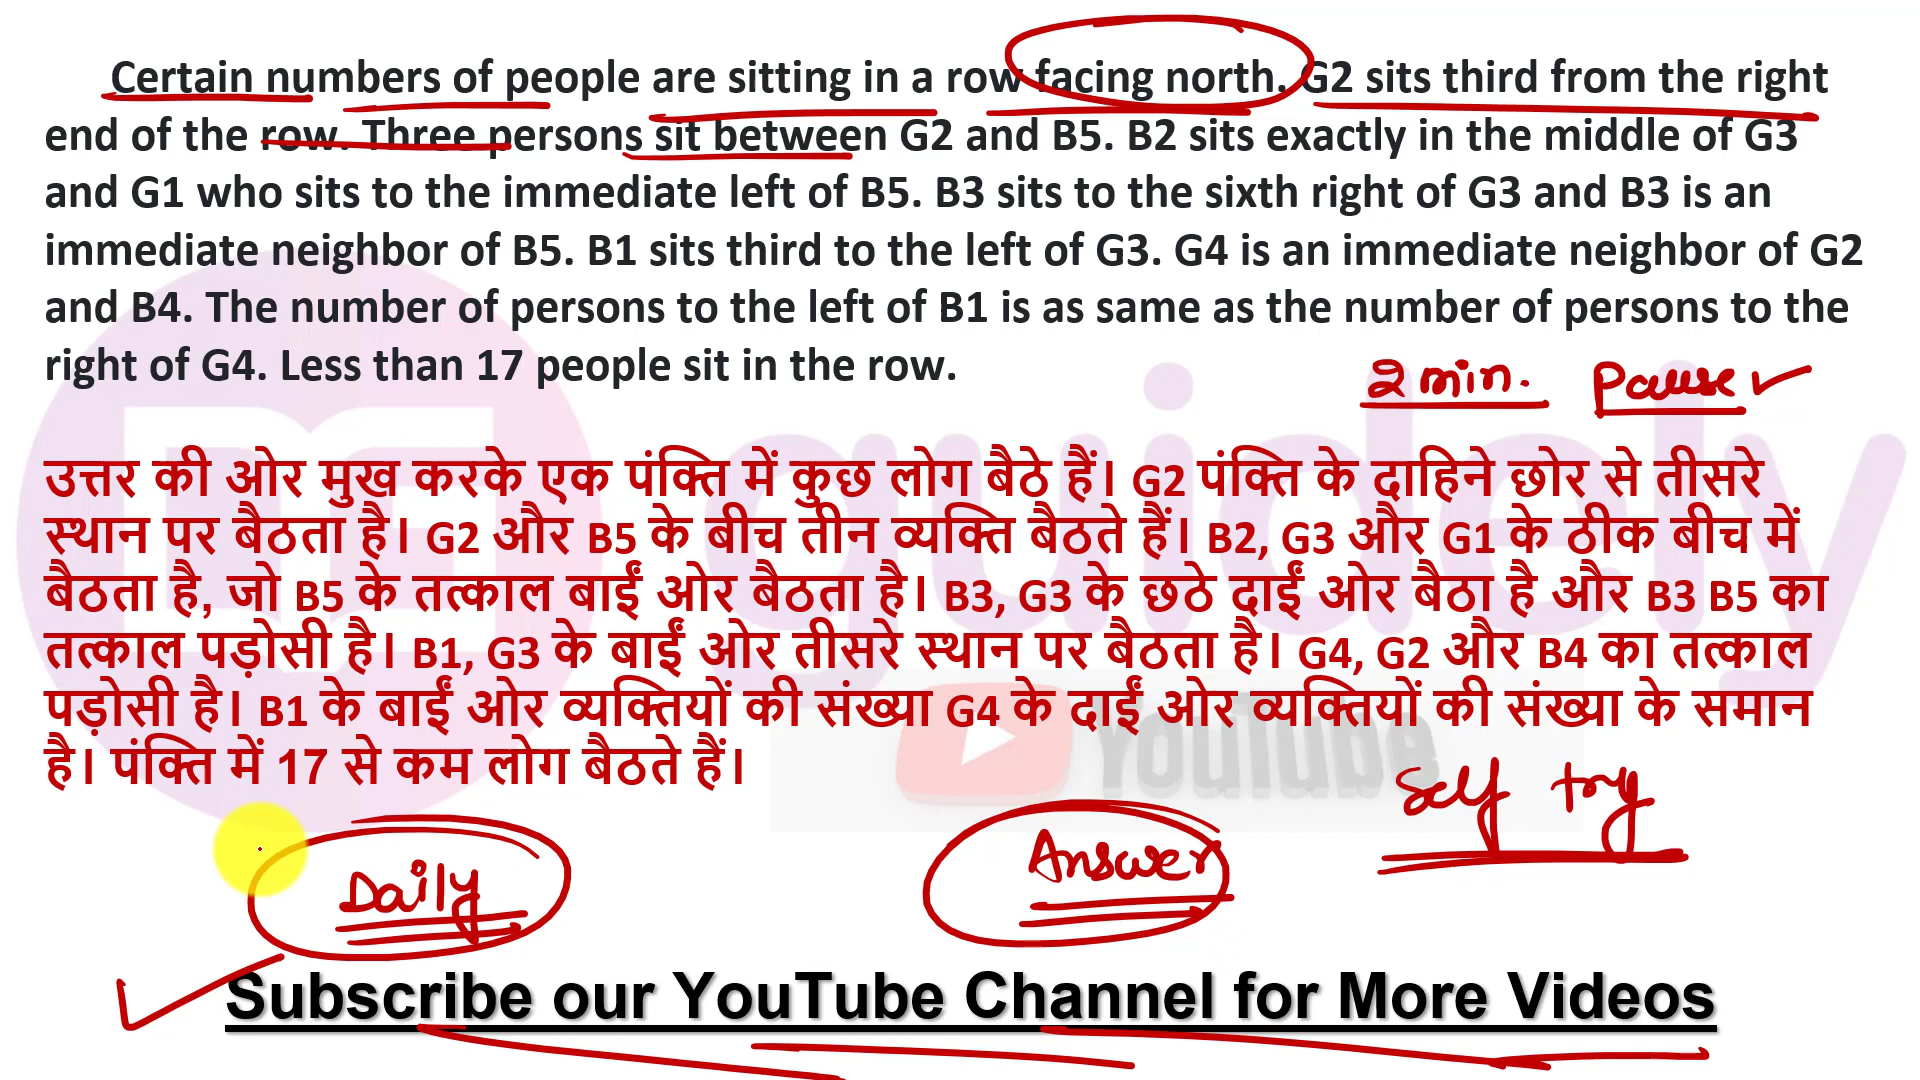 Certain numbers of people are sitting in a row facing north. G2 sits third from the right
end of the row. Three persons sit between G2 and B5. B2 sits exactly in the middle of G3
and G1 who sits to the immediate left of B5. B3 sits to the sixth right of G3 and B3 is an
immediate neighbor of B5. B1 sits third to the left of G3. G4 is an immediate neighbor of G2
and B4. The number of persons to the left of B1 is as same as the number of persons to the
right of G4. Less than 17 people sit in the row.
2 min. Pause
guidely
उत्तर की ओर मुख करके एक पंक्ति में कुछ लोग बैठे हैं। G2 पंक्ति के दाहिने छोर से तीसरे
स्थान पर बैठता है। G2 और B5 के बीच तीन व्यक्ति बैठते हैं। B2, G3 और G1 के ठीक बीच में
बैठता है, जो B5 के तत्काल बाईं ओर बैठता है। B3, G3 के छठे दाईं ओर बैठा है और B3 B5 का
तत्काल पड़ोसी है। B1, G3 के बाईं ओर तीसरे स्थान पर बैठता है। G4, G2 और B4 का तत्काल
पड़ोसी है। B1 के बाईं ओर व्यक्तियों की संख्या G4 के दाईं ओर व्यक्तियों की संख्या के समान
है। पंक्ति में 17 से कम लोग बैठते हैं।
YouTube
Self try
Daily
Answer
Subscribe our YouTube Channel for More Videos